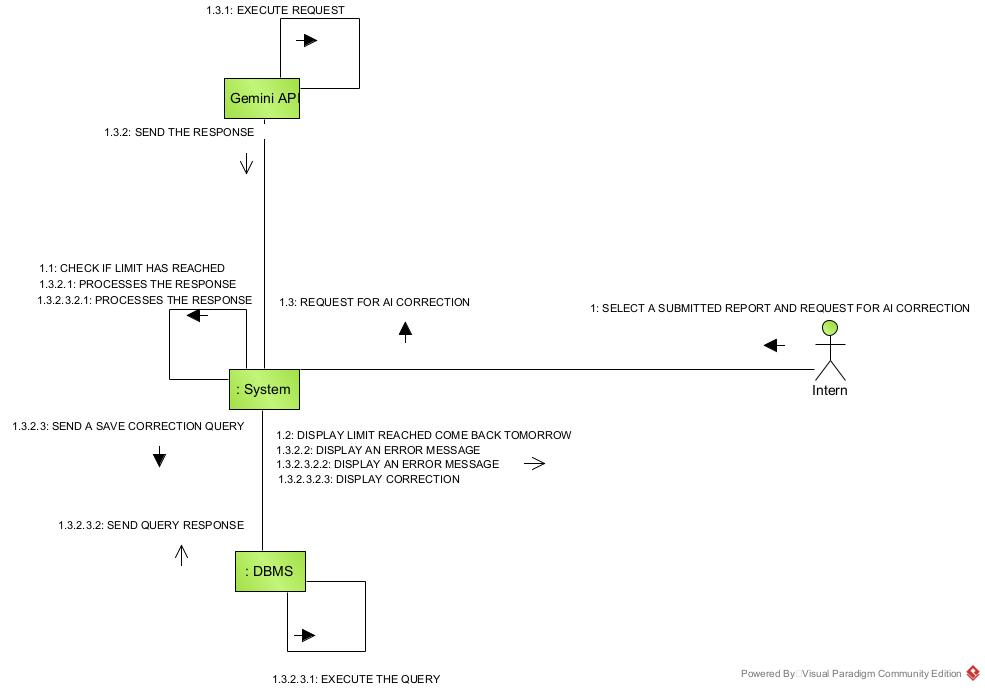 1.3.1: EXECUTE REQUEST
Gemini API
1.3.2: SEND THE RESPONSE
1.1: CHECK IF LIMIT HAS REACHED
1.3.2.1: PROCESSES THE RESPONSE
1.3.2.3.2.1: PROCESSES THE RESPONSE
1.3: REQUEST FOR AI CORRECTION
1: SELECT A SUBMITTED REPORT AND REQUEST FOR AI CORRECTION
Intern
: System
1.3.2.3: SEND A SAVE CORRECTION QUERY
1.2: DISPLAY LIMIT REACHED COME BACK TOMORROW
1.3.2.2: DISPLAY AN ERROR MESSAGE
1.3.2.3.2.2: DISPLAY AN ERROR MESSAGE
1.3.2.3.2.3: DISPLAY CORRECTION
1.3.2.3.2: SEND QUERY RESPONSE
: DBMS
1.3.2.3.1: EXECUTE THE QUERY
Powered By Visual Paradigm Community Edition